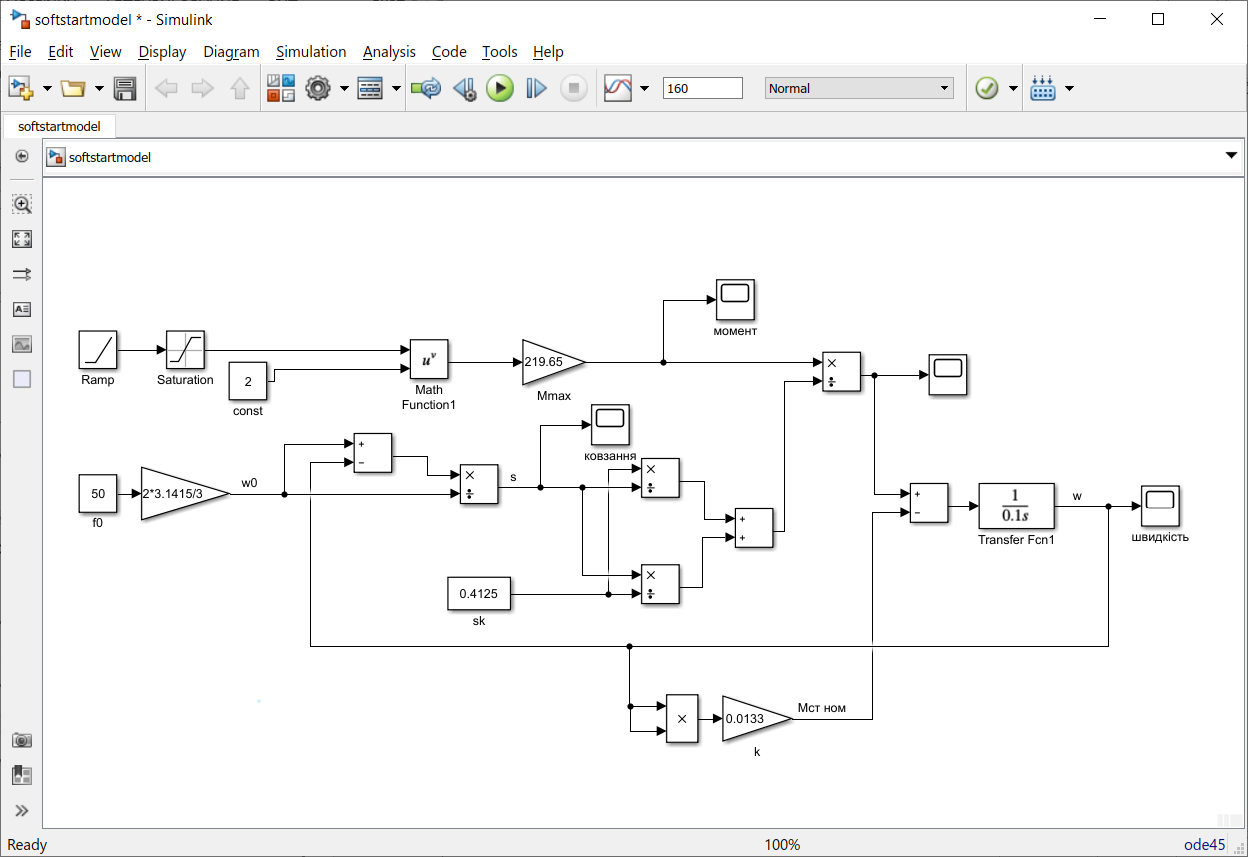 softstartmodel * - Simulink
File Edit View Display Diagram Simulation Analysis Code Tools Help
160
Normal
softstartmodel
softstartmodel
момент
Ramp
Saturation
2
const
u^v
Math
Function1
219.65
Mmax
×
÷
ковзання
50
f0
2*3.1415/3
w0
+
−
×
÷
s
×
÷
+
+
0.4125
sk
×
÷
+
−
1
0.1s
Transfer Fcn1
w
швидкість
×
0.0133
k
Мст ном
Ready
100%
ode45